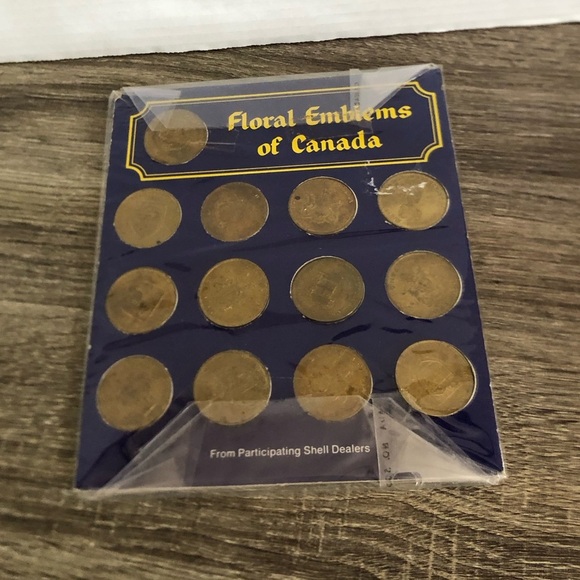 Floral Emblems
of Canada
From Participating Shell Dealers